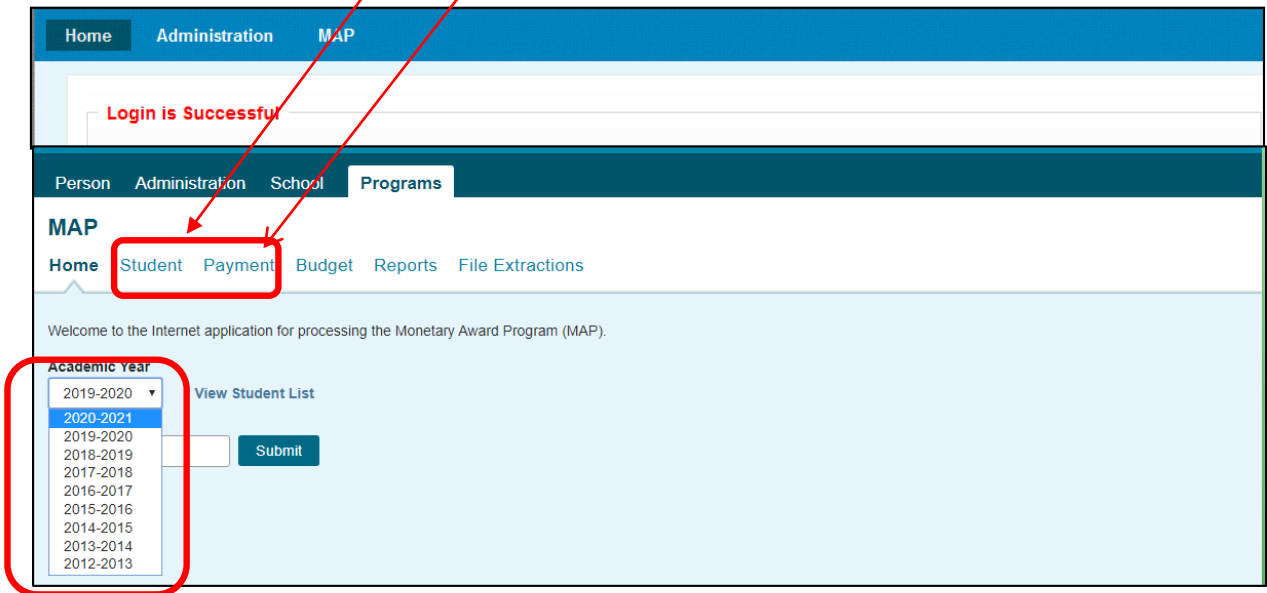 Home Administration MAP
Login is Successful
Person Administration School Programs
MAP
Home Student Payment Budget Reports File Extractions
Welcome to the Internet application for processing the Monetary Award Program (MAP).
Academic Year
2019-2020 View Student List
2020-2021
2019-2020
Submit
2018-2019
2017-2018
2016-2017
2015-2016
2014-2015
2013-2014
2012-2013